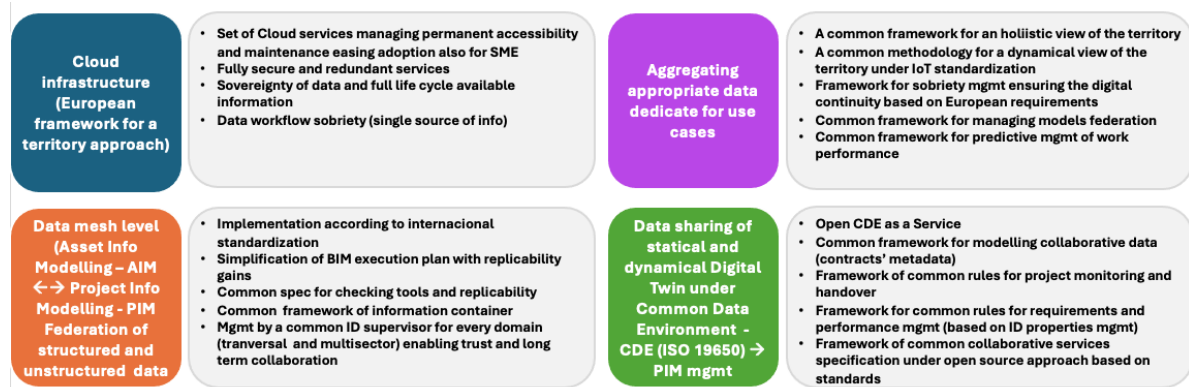 Cloud
infrastructure
(European
framework for a
territory approach)
• Set of Cloud services managing permanent accessibility
and maintenance easing adoption also for SME
• Fully secure and redundant services
• Sovereignty of data and full life cycle available
information
• Data workflow sobriety (single source of info)
Aggregating
appropriate data
dedicate for use
cases
• A common framework for an holiistic view of the territory
• A common methodology for a dynamical view of the
territory under IoT standardization
• Framework for sobriety mgmt ensuring the digital
continuity based on European requirements
• Common framework for managing models federation
• Common framework for predictive mgmt of work
performance
Data mesh level
(Asset Info
Modelling – AIM
←→ Project Info
Modelling - PIM
Federation of
structured and
unstructured data
• Implementation according to internacional
standardization
• Simplification of BIM execution plan with replicability
gains
• Common spec for checking tools and replicability
• Common framework of information container
• Mgmt by a common ID supervisor for every domain
(tranversal and multisector) enabling trust and long
term collaboration
Data sharing of
statical and
dynamical Digital
Twin under
Common Data
Environment -
CDE (ISO 19650) →
PIM mgmt
• Open CDE as a Service
• Common framework for modelling collaborative data
(contracts' metadata)
• Framework of common rules for project monitoring and
handover
• Framework for common rules for requirements and
performance mgmt (based on ID properties mgmt)
• Framework of common collaborative services
specification under open source approach based on
standards